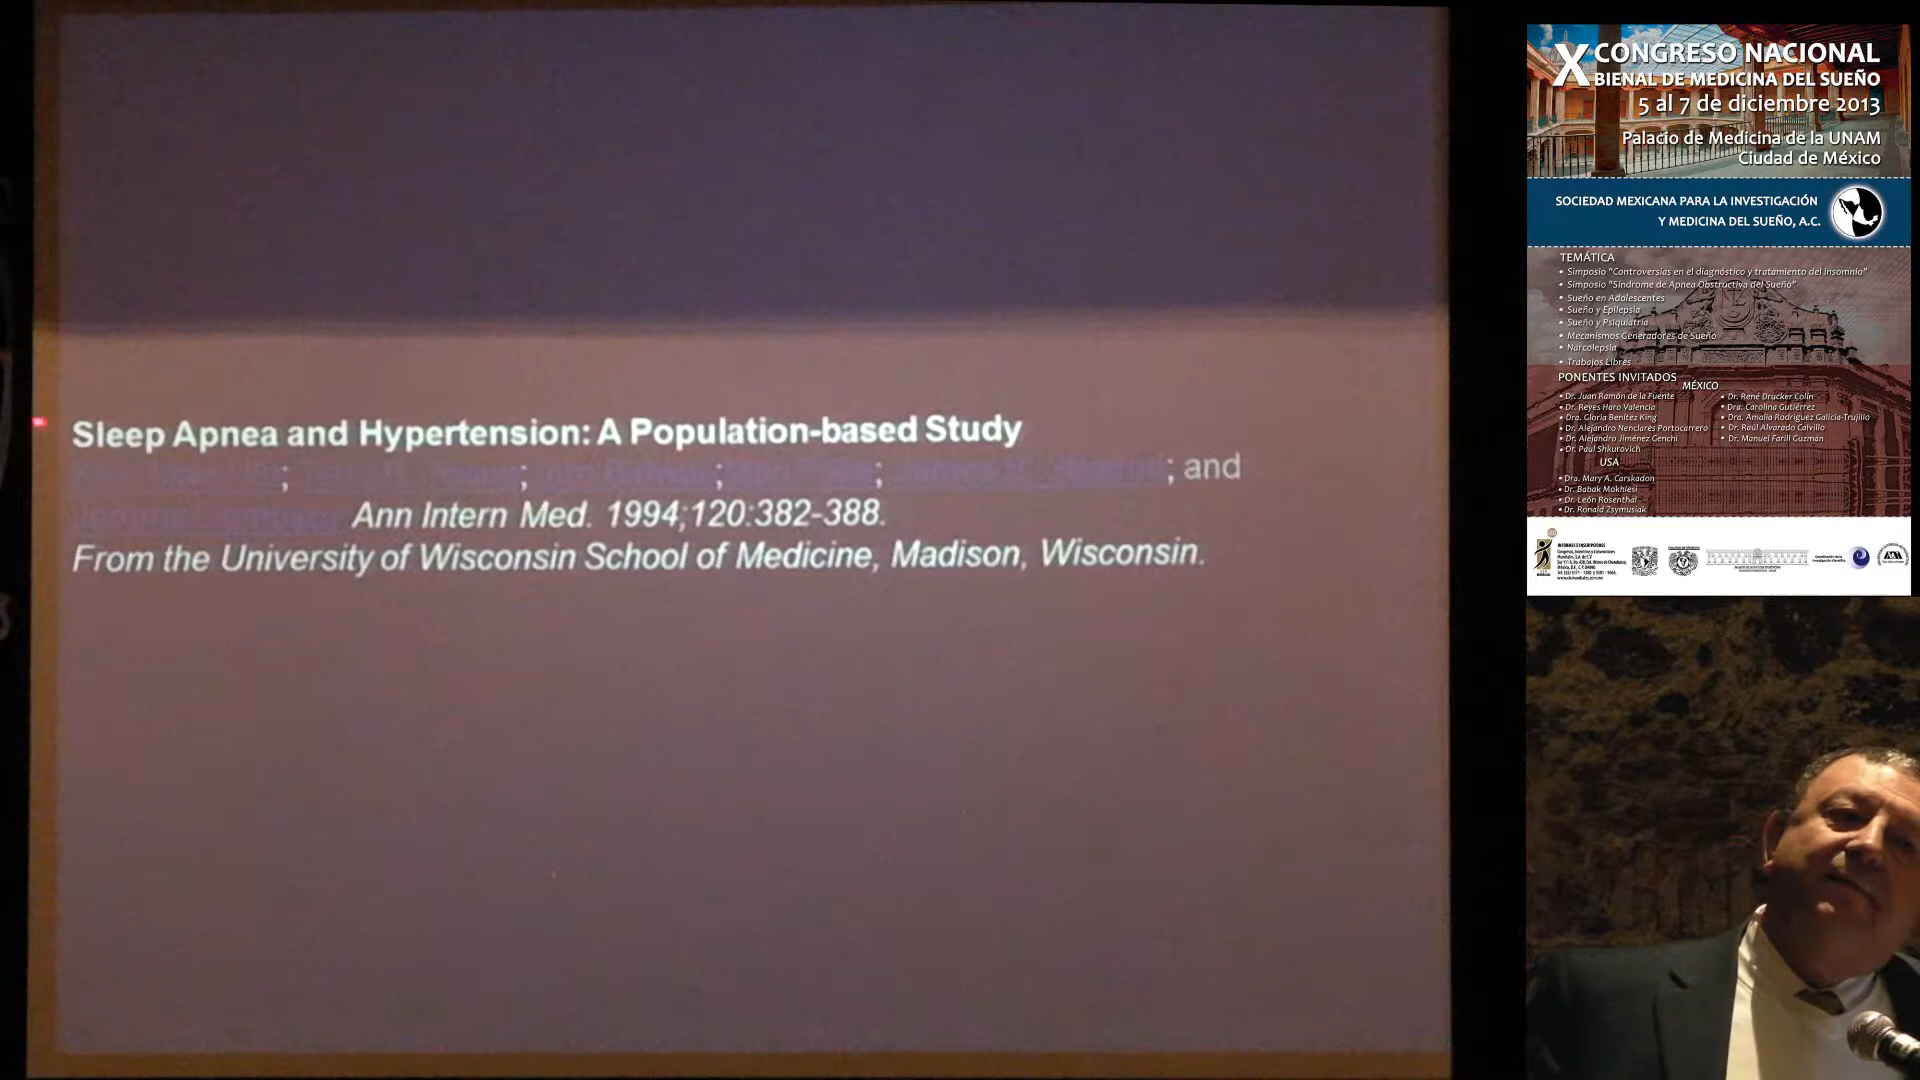 Sleep Apnea and Hypertension: A Population-based Study
; ; ; ; ; and
Ann Intern Med. 1994;120:382-388.
From the University of Wisconsin School of Medicine, Madison, Wisconsin.
X CONGRESO NACIONAL
BIENAL DE MEDICINA DEL SUEÑO
5 al 7 de diciembre 2013
Palacio de Medicina de la UNAM
Ciudad de México
SOCIEDAD MEXICANA PARA LA INVESTIGACIÓN
Y MEDICINA DEL SUEÑO, A.C.
TEMÁTICA
• Simposio "Controversias en el diagnóstico y tratamiento del insomnio"
• Simposio "Síndrome de Apnea Obstructiva del Sueño"
• Sueño en Adolescentes
• Sueño y Epilepsia
• Sueño y Psiquiatría
• Mecanismos Generadores de Sueño
• Narcolepsia
• Trabajos Libres
PONENTES INVITADOS
MÉXICO
• Dr. Juan Ramón de la Fuente
• Dr. Reyes Haro Valencia
• Dra. Gloria Benítez King
• Dr. Alejandro Nenclares Portocarrero
• Dr. Alejandro Jiménez Genchi
• Dr. Paul Shkurovich
• Dr. René Drucker Colín
• Dra. Carolina Gutiérrez
• Dra. Amalia Rodríguez Galicia-Trujillo
• Dr. Raúl Alvarado Calvillo
• Dr. Manuel Farill Guzmán
USA
• Dra. Mary A. Carskadon
• Dr. Babak Mokhlesi
• Dr. León Rosenthal
• Dr. Ronald Zsymusiak
INFORMES E INSCRIPCIONES